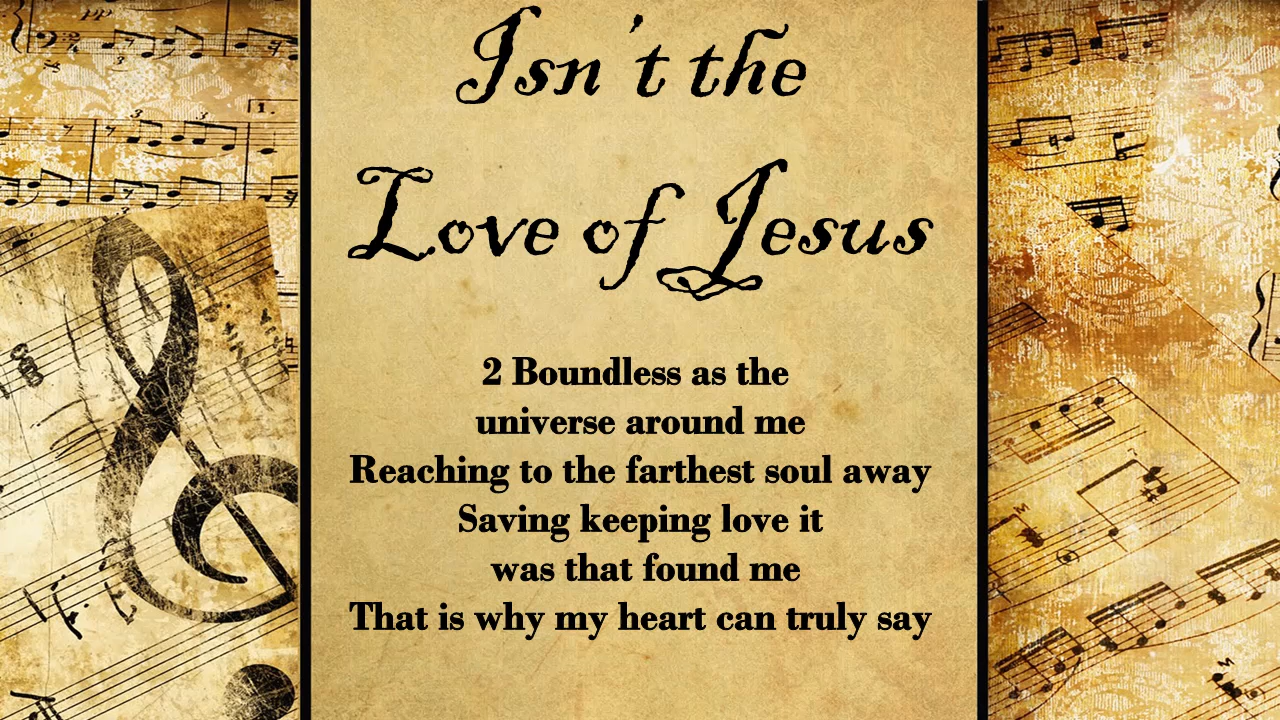 Isn't the
Love of Jesus
2 Boundless as the
universe around me
Reaching to the farthest soul away
Saving keeping love it
was that found me
That is why my heart can truly say